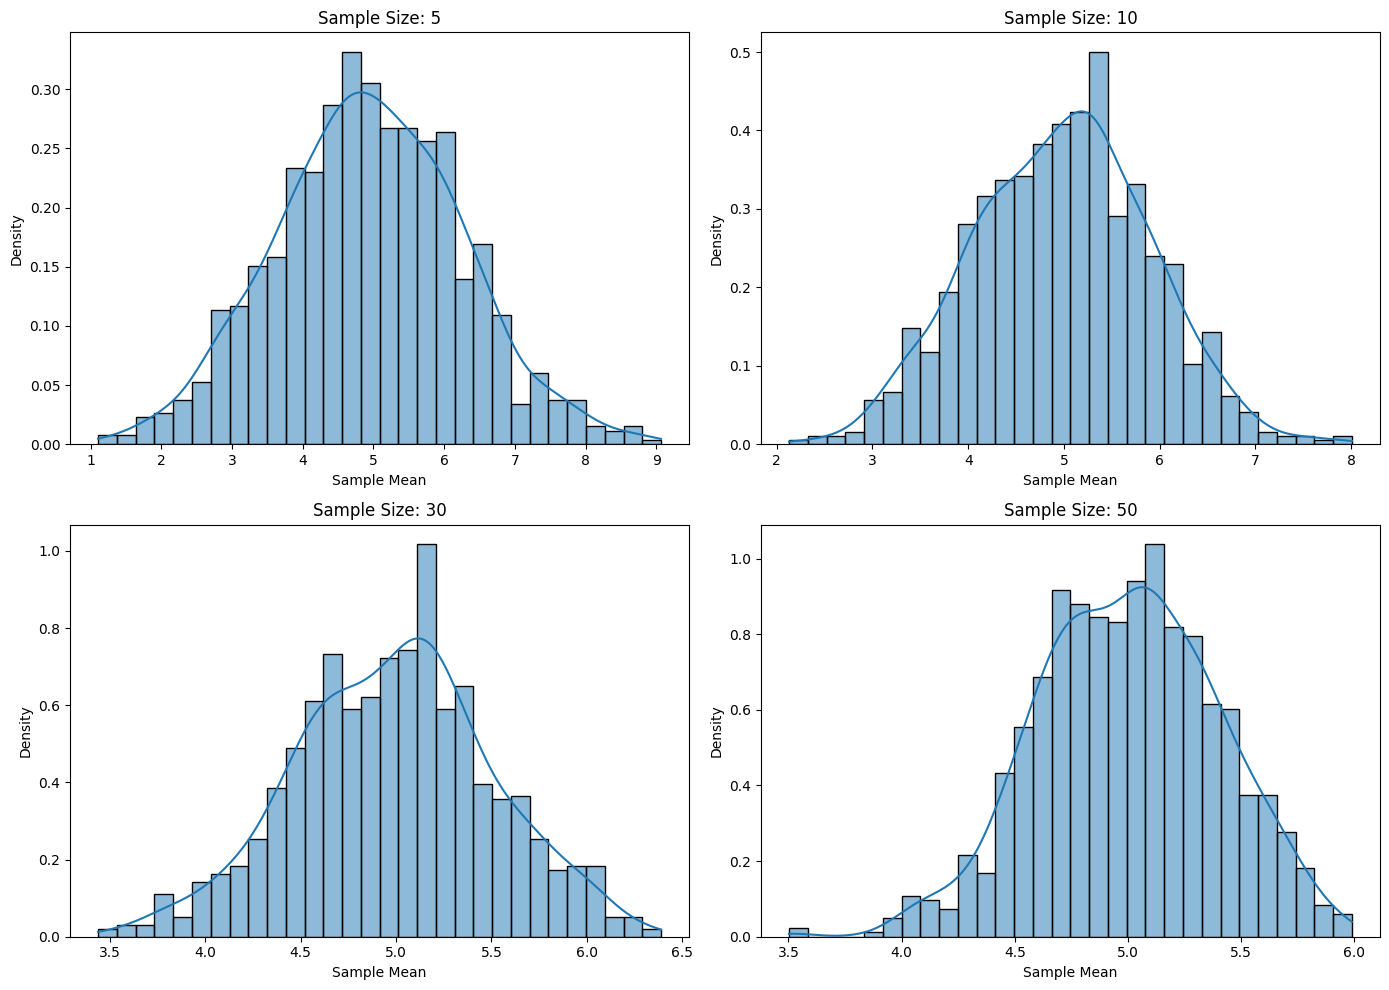 Sample Size: 5
Density
0.30
0.25
0.20
0.15
0.10
0.05
0.00
1 2 3 4 5 6 7 8 9
Sample Mean
Sample Size: 10
Density
0.5
0.4
0.3
0.2
0.1
0.0
2 3 4 5 6 7 8
Sample Mean
Sample Size: 30
Density
1.0
0.8
0.6
0.4
0.2
0.0
3.5 4.0 4.5 5.0 5.5 6.0 6.5
Sample Mean
Sample Size: 50
Density
1.0
0.8
0.6
0.4
0.2
0.0
3.5 4.0 4.5 5.0 5.5 6.0
Sample Mean